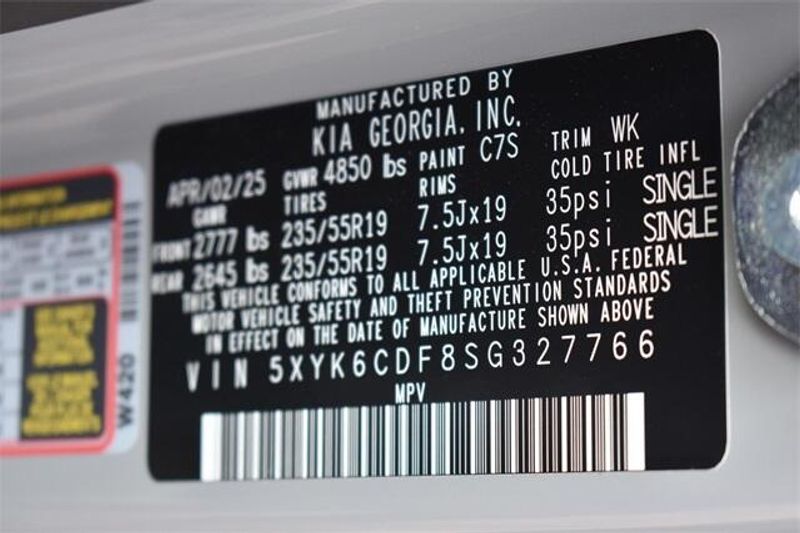 MANUFACTURED BY
KIA GEORGIA, INC.
APR/02/25 GVWR 4850 lbs PAINT C7S TRIM WK
GAWR TIRES RIMS COLD TIRE INFL
FRONT 2777 lbs 235/55R19 7.5Jx19 35psi SINGLE
REAR 2645 lbs 235/55R19 7.5Jx19 35psi SINGLE
THIS VEHICLE CONFORMS TO ALL APPLICABLE U.S.A. FEDERAL
MOTOR VEHICLE SAFETY AND THEFT PREVENTION STANDARDS
IN EFFECT ON THE DATE OF MANUFACTURE SHOWN ABOVE
VIN 5XYK6CDF8SG327766
MPV
W420